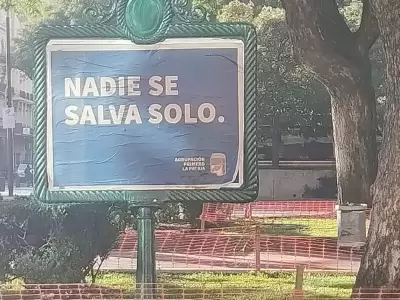 NADIE SE
SALVA SOLO.
AGRUPACIÓN
PRIMERO
LA PATRIA